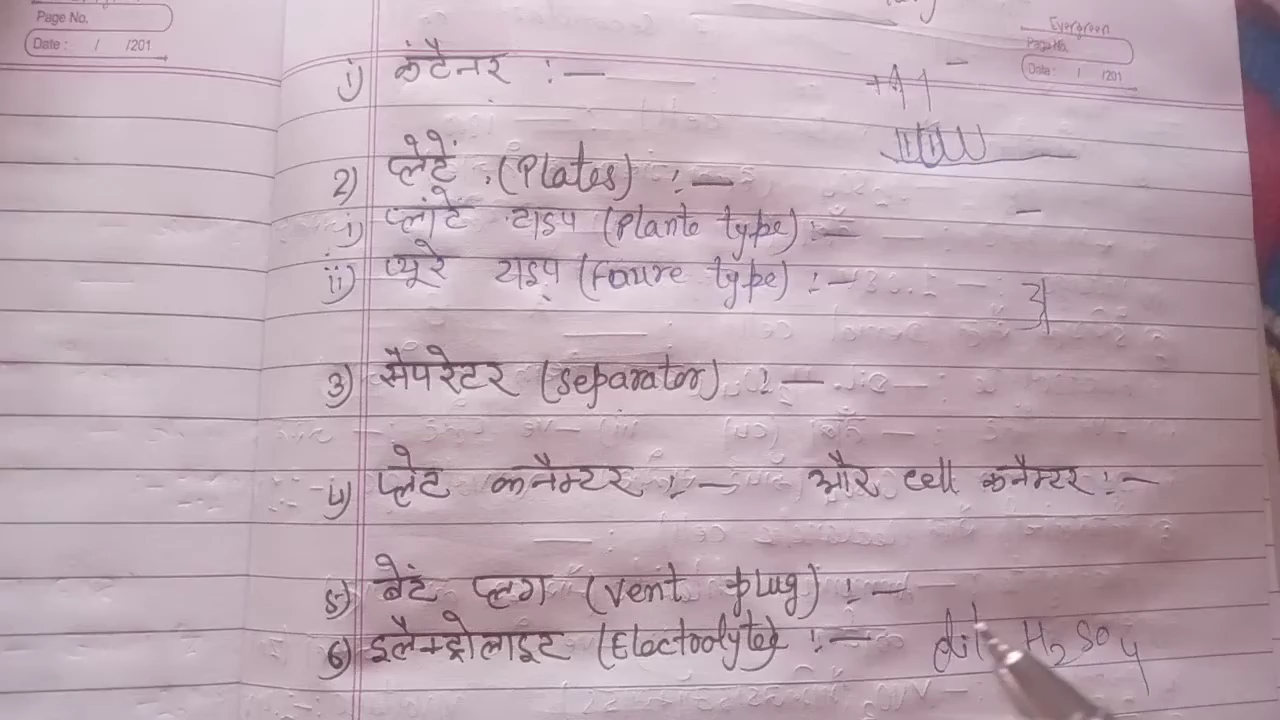 Page No.
Date : / /201
Evergreen
Page No.
Date : / /201
i) कंटैनर :—
2) प्लेटें (Plates) :—
i) प्लांटे टाइप (Plante type) :—
ii) प्यूरे टाइप (Faure type) :—
3) सैपरेटर (separator) :—
4) प्लेट कनैक्टर :— और cell कनैक्टर :—
5) वेंट प्लग (vent plug) :—
6) इलैक्ट्रोलाइट (Electrolyte) :— dil H₂SO₄